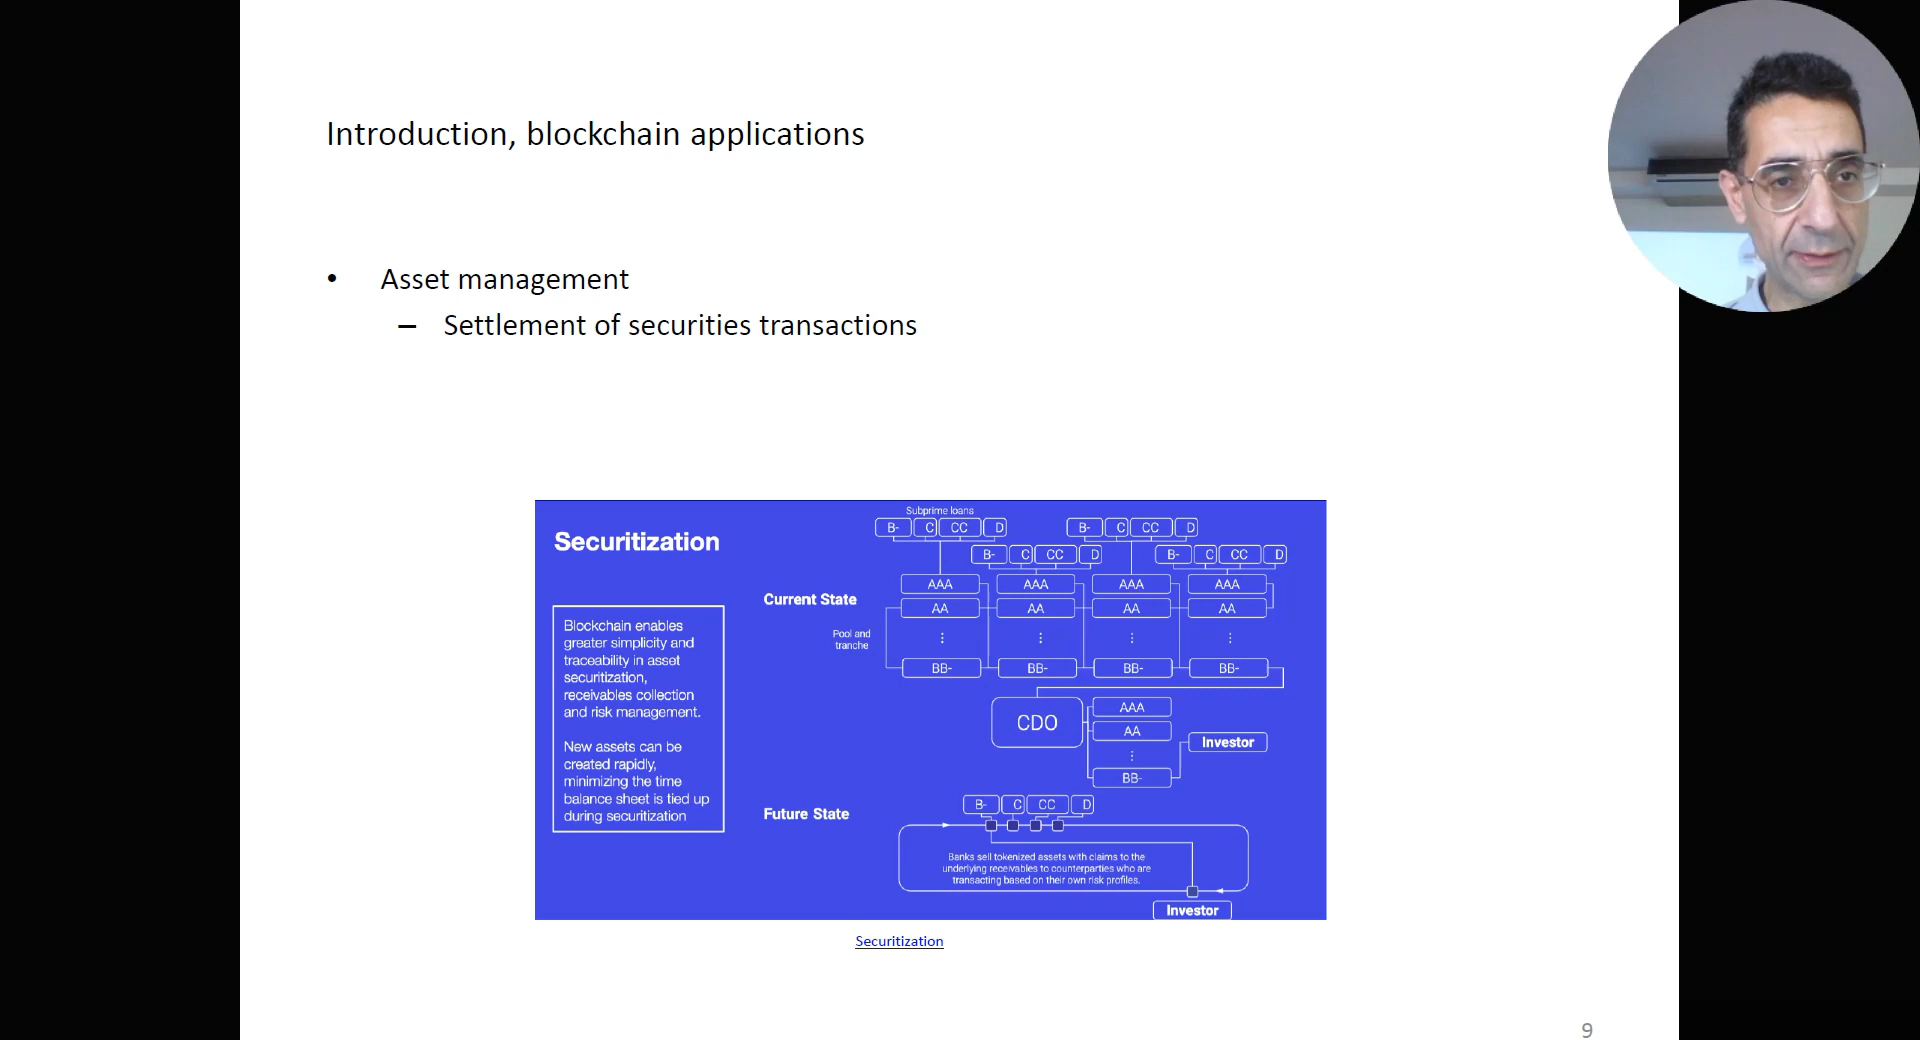 Introduction, blockchain applications
• Asset management
– Settlement of securities transactions
Securitization
Blockchain enables
greater simplicity and
traceability in asset
securitization,
receivables collection
and risk management.
New assets can be
created rapidly,
minimizing the time
balance sheet is tied up
during securitization
Current State
Subprime loans
B- C CC D B- C CC D
B- C CC D B- C CC D
AAA AAA AAA AAA
AA AA AA AA
Pool and
tranche
⋮ ⋮ ⋮ ⋮
BB- BB- BB- BB-
CDO
AAA
AA
⋮
BB-
Investor
Future State
B- C CC D
Banks sell tokenized assets with claims to the
underlying receivables to counterparties who are
transacting based on their own risk profiles.
Investor
Securitization
9